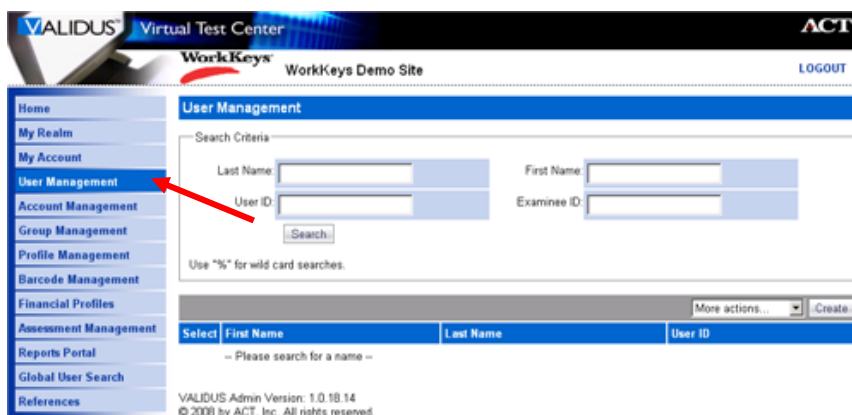 VALIDUS™ Virtual Test Center ACT
WorkKeys WorkKeys Demo Site LOGOUT
Home
My Realm
My Account
User Management
Account Management
Group Management
Profile Management
Barcode Management
Financial Profiles
Assessment Management
Reports Portal
Global User Search
References
User Management
Search Criteria
Last Name: First Name:
User ID: Examinee ID:
Search
Use "%" for wild card searches.
More actions... Create
Select First Name Last Name User ID
-- Please search for a name --
VALIDUS Admin Version: 1.0.18.14
© 2008 by ACT, Inc. All rights reserved.